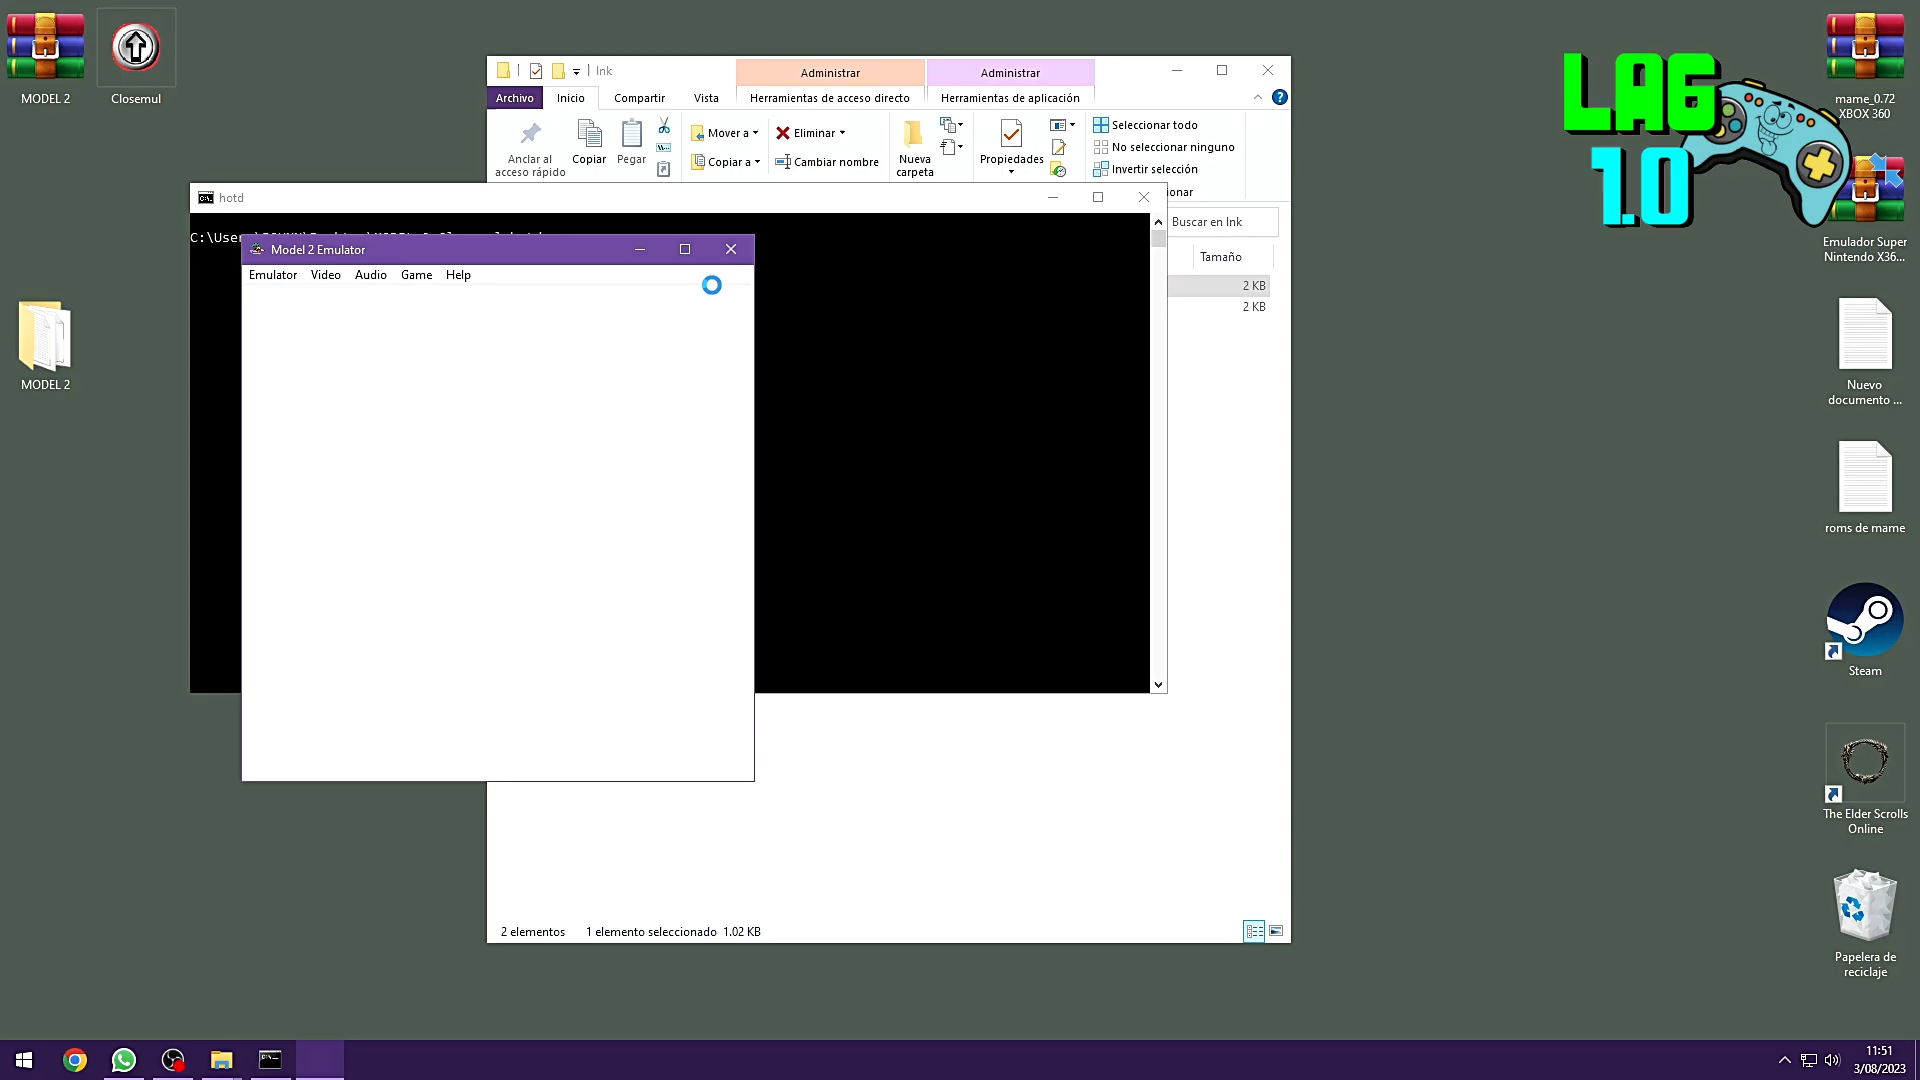 MODEL 2
Closemul
MODEL 2
lnk
Administrar
Administrar
Archivo
Inicio
Compartir
Vista
Herramientas de acceso directo
Herramientas de aplicación
Anclar al
acceso rápido
Copiar
Pegar
Mover a
Copiar a
Eliminar
Cambiar nombre
Nueva
carpeta
Propiedades
Seleccionar todo
No seleccionar ninguno
Invertir selección
Buscar en lnk
Tamaño
2 KB
2 KB
hotd
Model 2 Emulator
Emulator
Video
Audio
Game
Help
2 elementos
1 elemento seleccionado 1.02 KB
LAG
1.0
mame_0.72
XBOX 360
Emulador Super
Nintendo X36...
Nuevo
documento ...
roms de mame
Steam
The Elder Scrolls
Online
Papelera de
reciclaje
11:51
3/08/2023